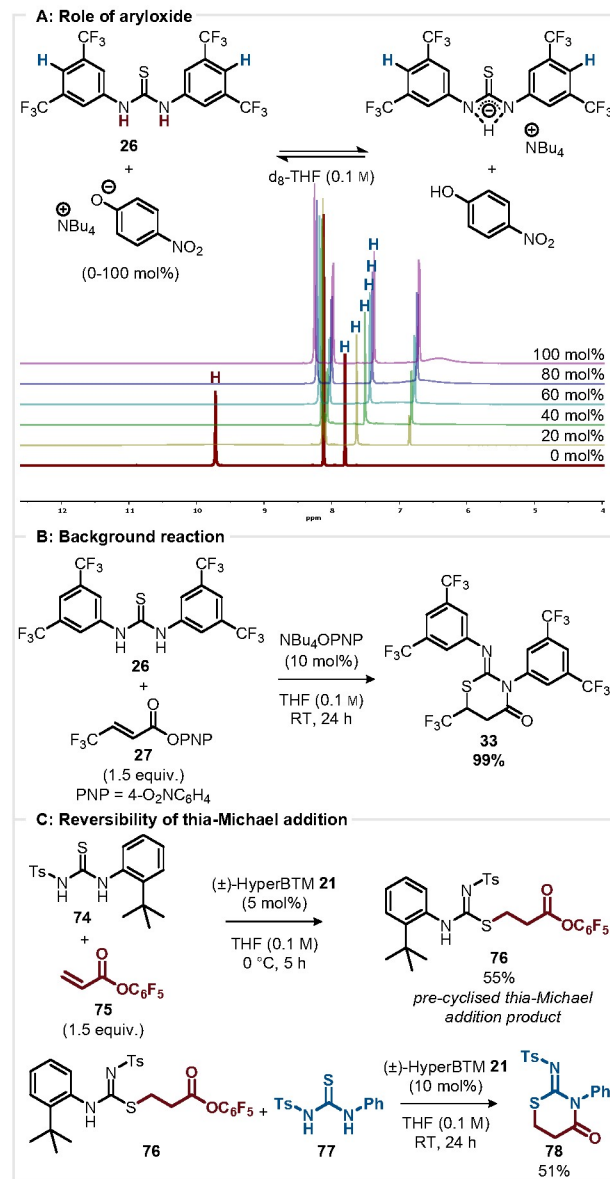 A: Role of aryloxide
CF3 CF3
H S H
F3C N N CF3
H H
26
+
O⊖
⊕
NBu4
NO2
(0-100 mol%)
d8-THF (0.1 M)
CF3 CF3
H S H
F3C N ⊖ N CF3
H
⊕
NBu4
+
HO
NO2
H
H
H
H
H
H H
100 mol%
80 mol%
60 mol%
40 mol%
20 mol%
0 mol%
12 11 10 9 8 7 6 5 4
ppm
B: Background reaction
CF3 CF3
S
F3C N N CF3
H H
26
+
O
F3C OPNP
27
(1.5 equiv.)
PNP = 4-O2NC6H4
NBu4OPNP
(10 mol%)
THF (0.1 M)
RT, 24 h
CF3
CF3
F3C N
S N CF3
F3C O
33
99%
C: Reversibility of thia-Michael addition
S
Ts N N
H H
74
+
O
OC6F5
75
(1.5 equiv.)
(±)-HyperBTM 21
(5 mol%)
THF (0.1 M)
0 °C, 5 h
Ts
N O
N S OC6F5
H
76
55%
pre-cyclised thia-Michael
addition product
Ts
N O
N S OC6F5
H
76
+
S
Ts N N Ph
H H
77
(±)-HyperBTM 21
(10 mol%)
THF (0.1 M)
RT, 24 h
Ts
N
S N Ph
O
78
51%